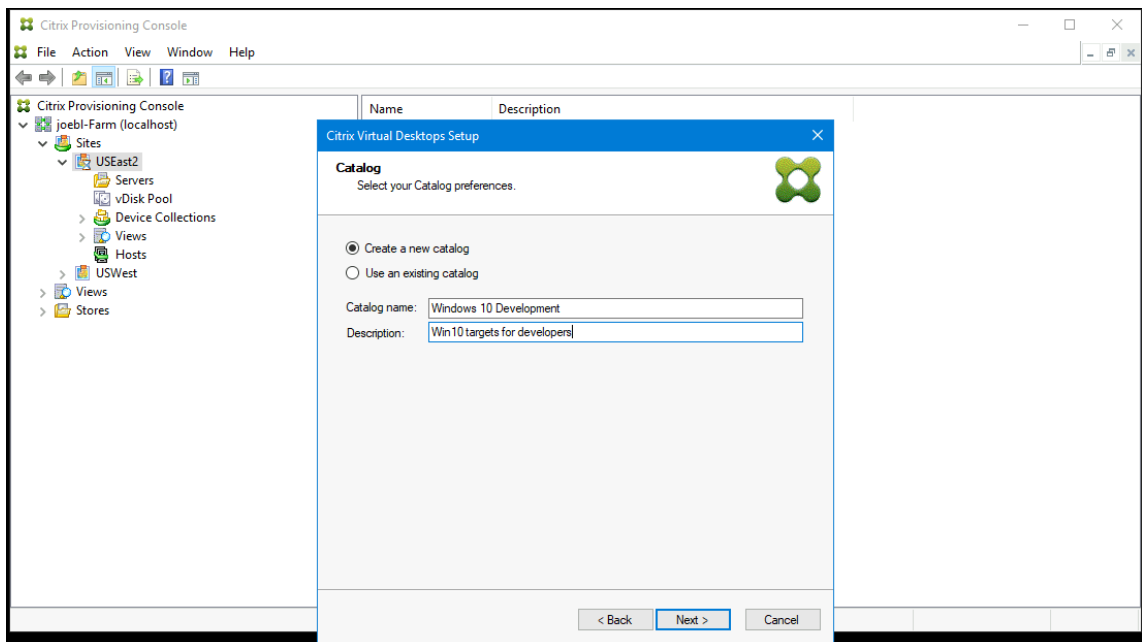 Citrix Provisioning Console
File Action View Window Help
Citrix Provisioning Console
joebl-Farm (localhost)
Sites
USEast2
Servers
vDisk Pool
Device Collections
Views
Hosts
USWest
Views
Stores
Name Description
Citrix Virtual Desktops Setup
Catalog
Select your Catalog preferences.
Create a new catalog
Use an existing catalog
Catalog name: Windows 10 Development
Description: Win10 targets for developers
< Back Next > Cancel